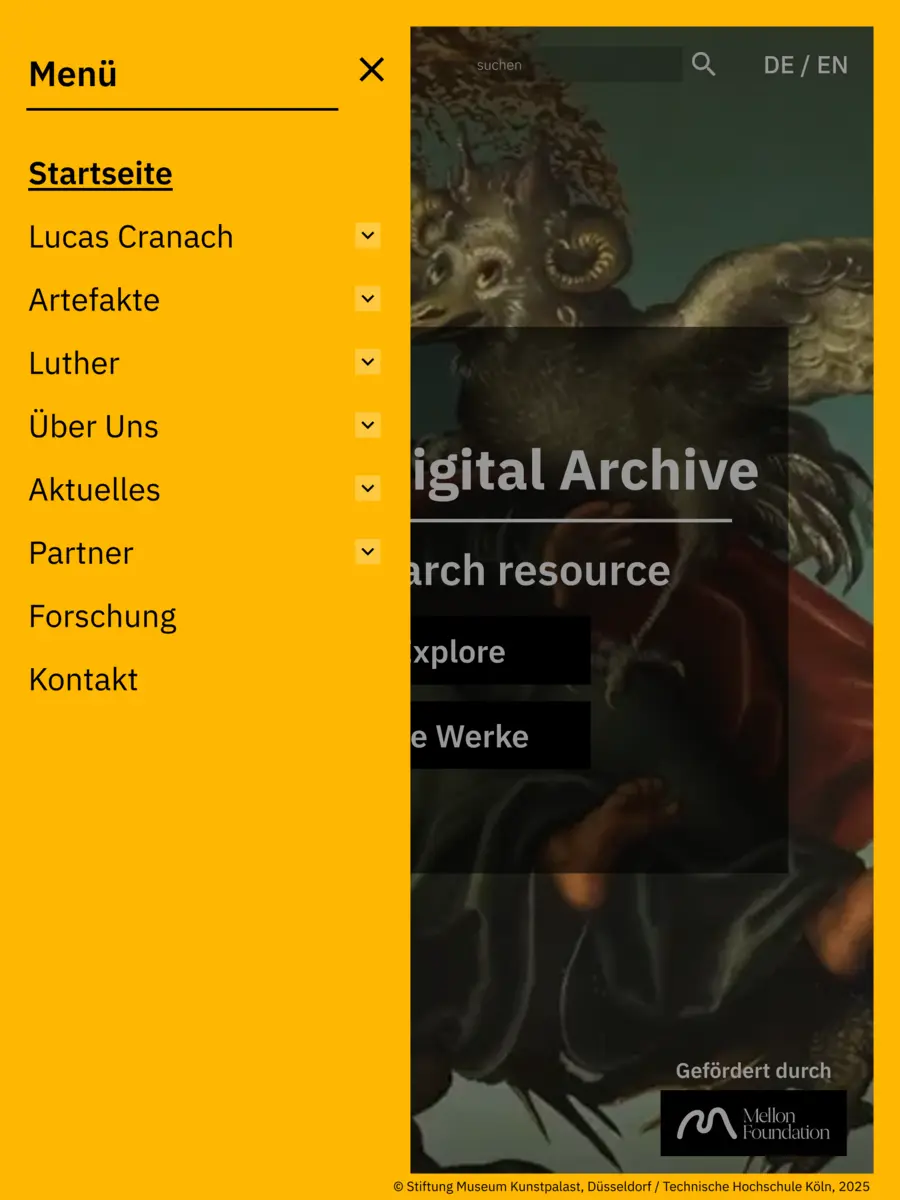 Menü
Startseite
Lucas Cranach
Artefakte
Luther
Über Uns
Aktuelles
Partner
Forschung
Kontakt
suchen
DE / EN
igital Archive
arch resource
xplore
e Werke
Gefördert durch
Mellon
Foundation
© Stiftung Museum Kunstpalast, Düsseldorf / Technische Hochschule Köln, 2025